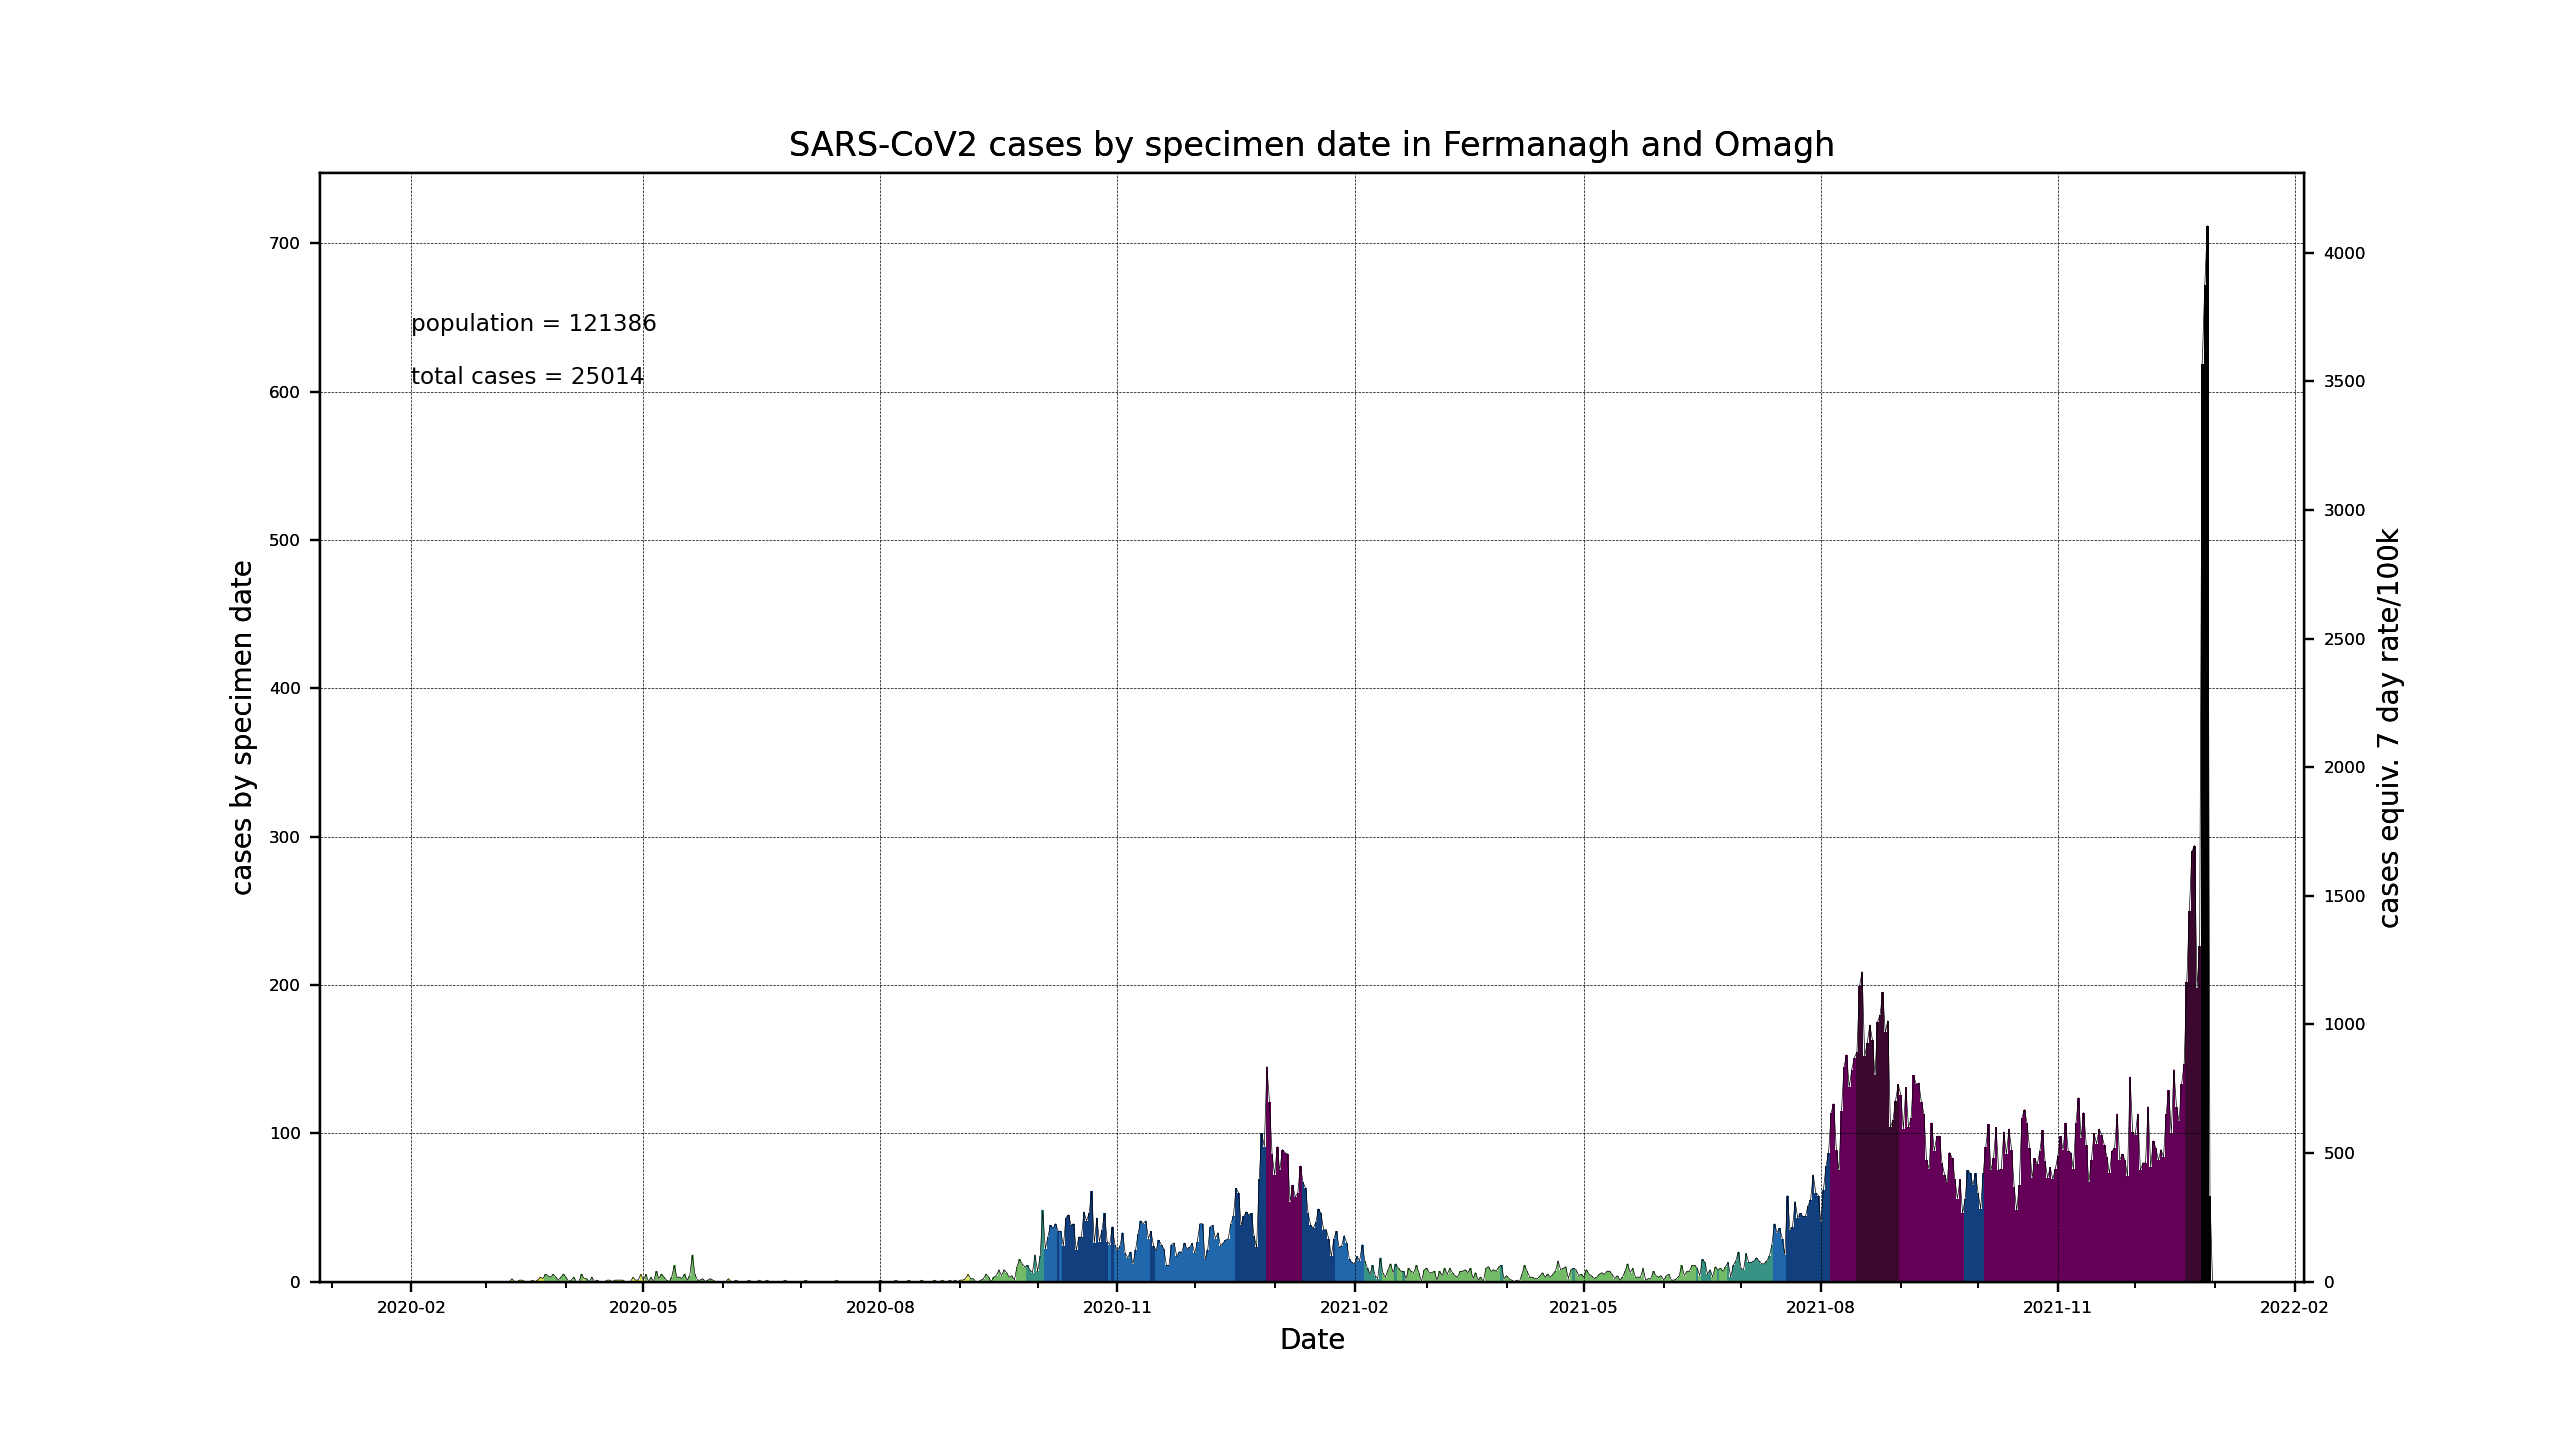 SARS-CoV2 cases by specimen date in Fermanagh and Omagh
population = 121386
total cases = 25014
cases by specimen date
700
600
500
400
300
200
100
0
4000
3500
3000
2500
2000
1500
1000
500
0
cases equiv. 7 day rate/100k
2020-02 2020-05 2020-08 2020-11 2021-02 2021-05 2021-08 2021-11 2022-02
Date